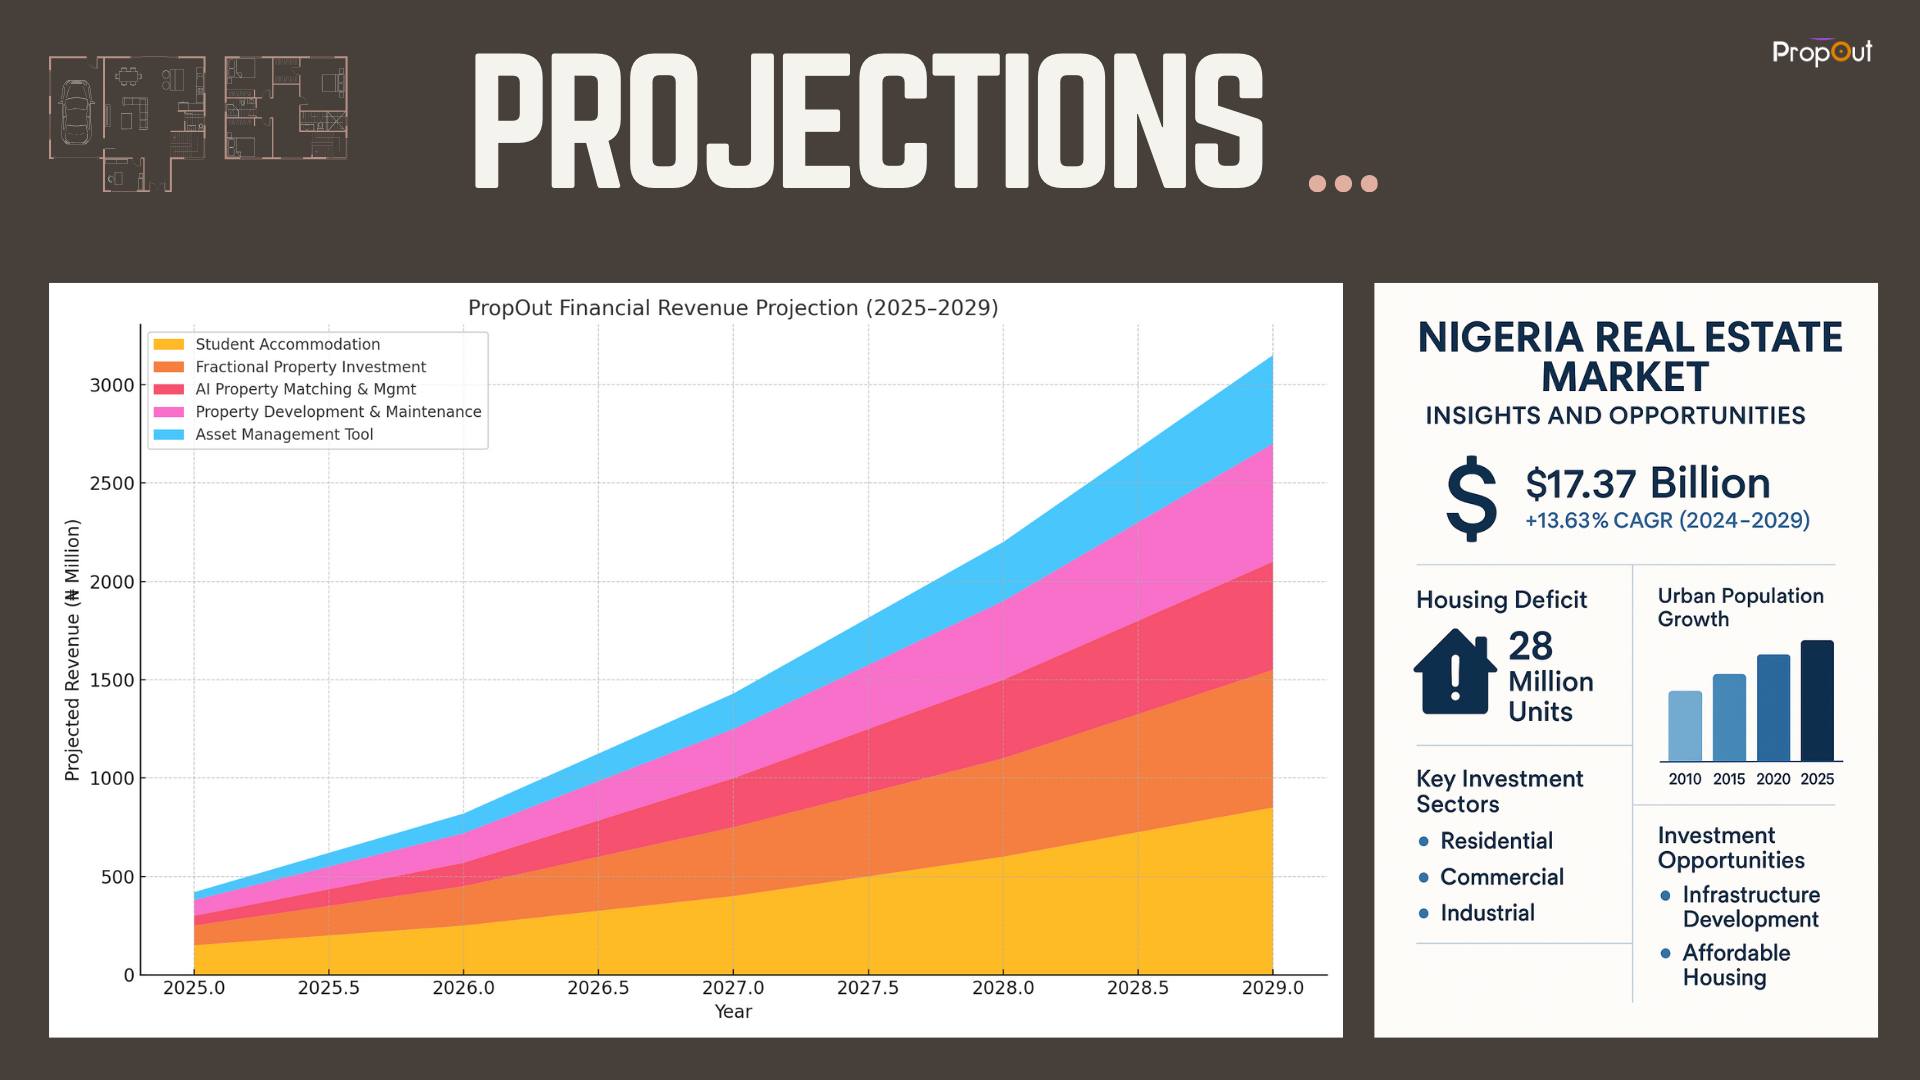 PROJECTIONS ...
PropOut
PropOut Financial Revenue Projection (2025–2029)
Student Accommodation
Fractional Property Investment
AI Property Matching & Mgmt
Property Development & Maintenance
Asset Management Tool
Projected Revenue (₦ Million)
3000
2500
2000
1500
1000
500
0
2025.0 2025.5 2026.0 2026.5 2027.0 2027.5 2028.0 2028.5 2029.0
Year
NIGERIA REAL ESTATE
MARKET
INSIGHTS AND OPPORTUNITIES
$
$17.37 Billion
+13.63% CAGR (2024–2029)
Housing Deficit
!
28
Million
Units
Urban Population
Growth
2010 2015 2020 2025
Key Investment
Sectors
• Residential
• Commercial
• Industrial
Investment
Opportunities
• Infrastructure
Development
• Affordable
Housing